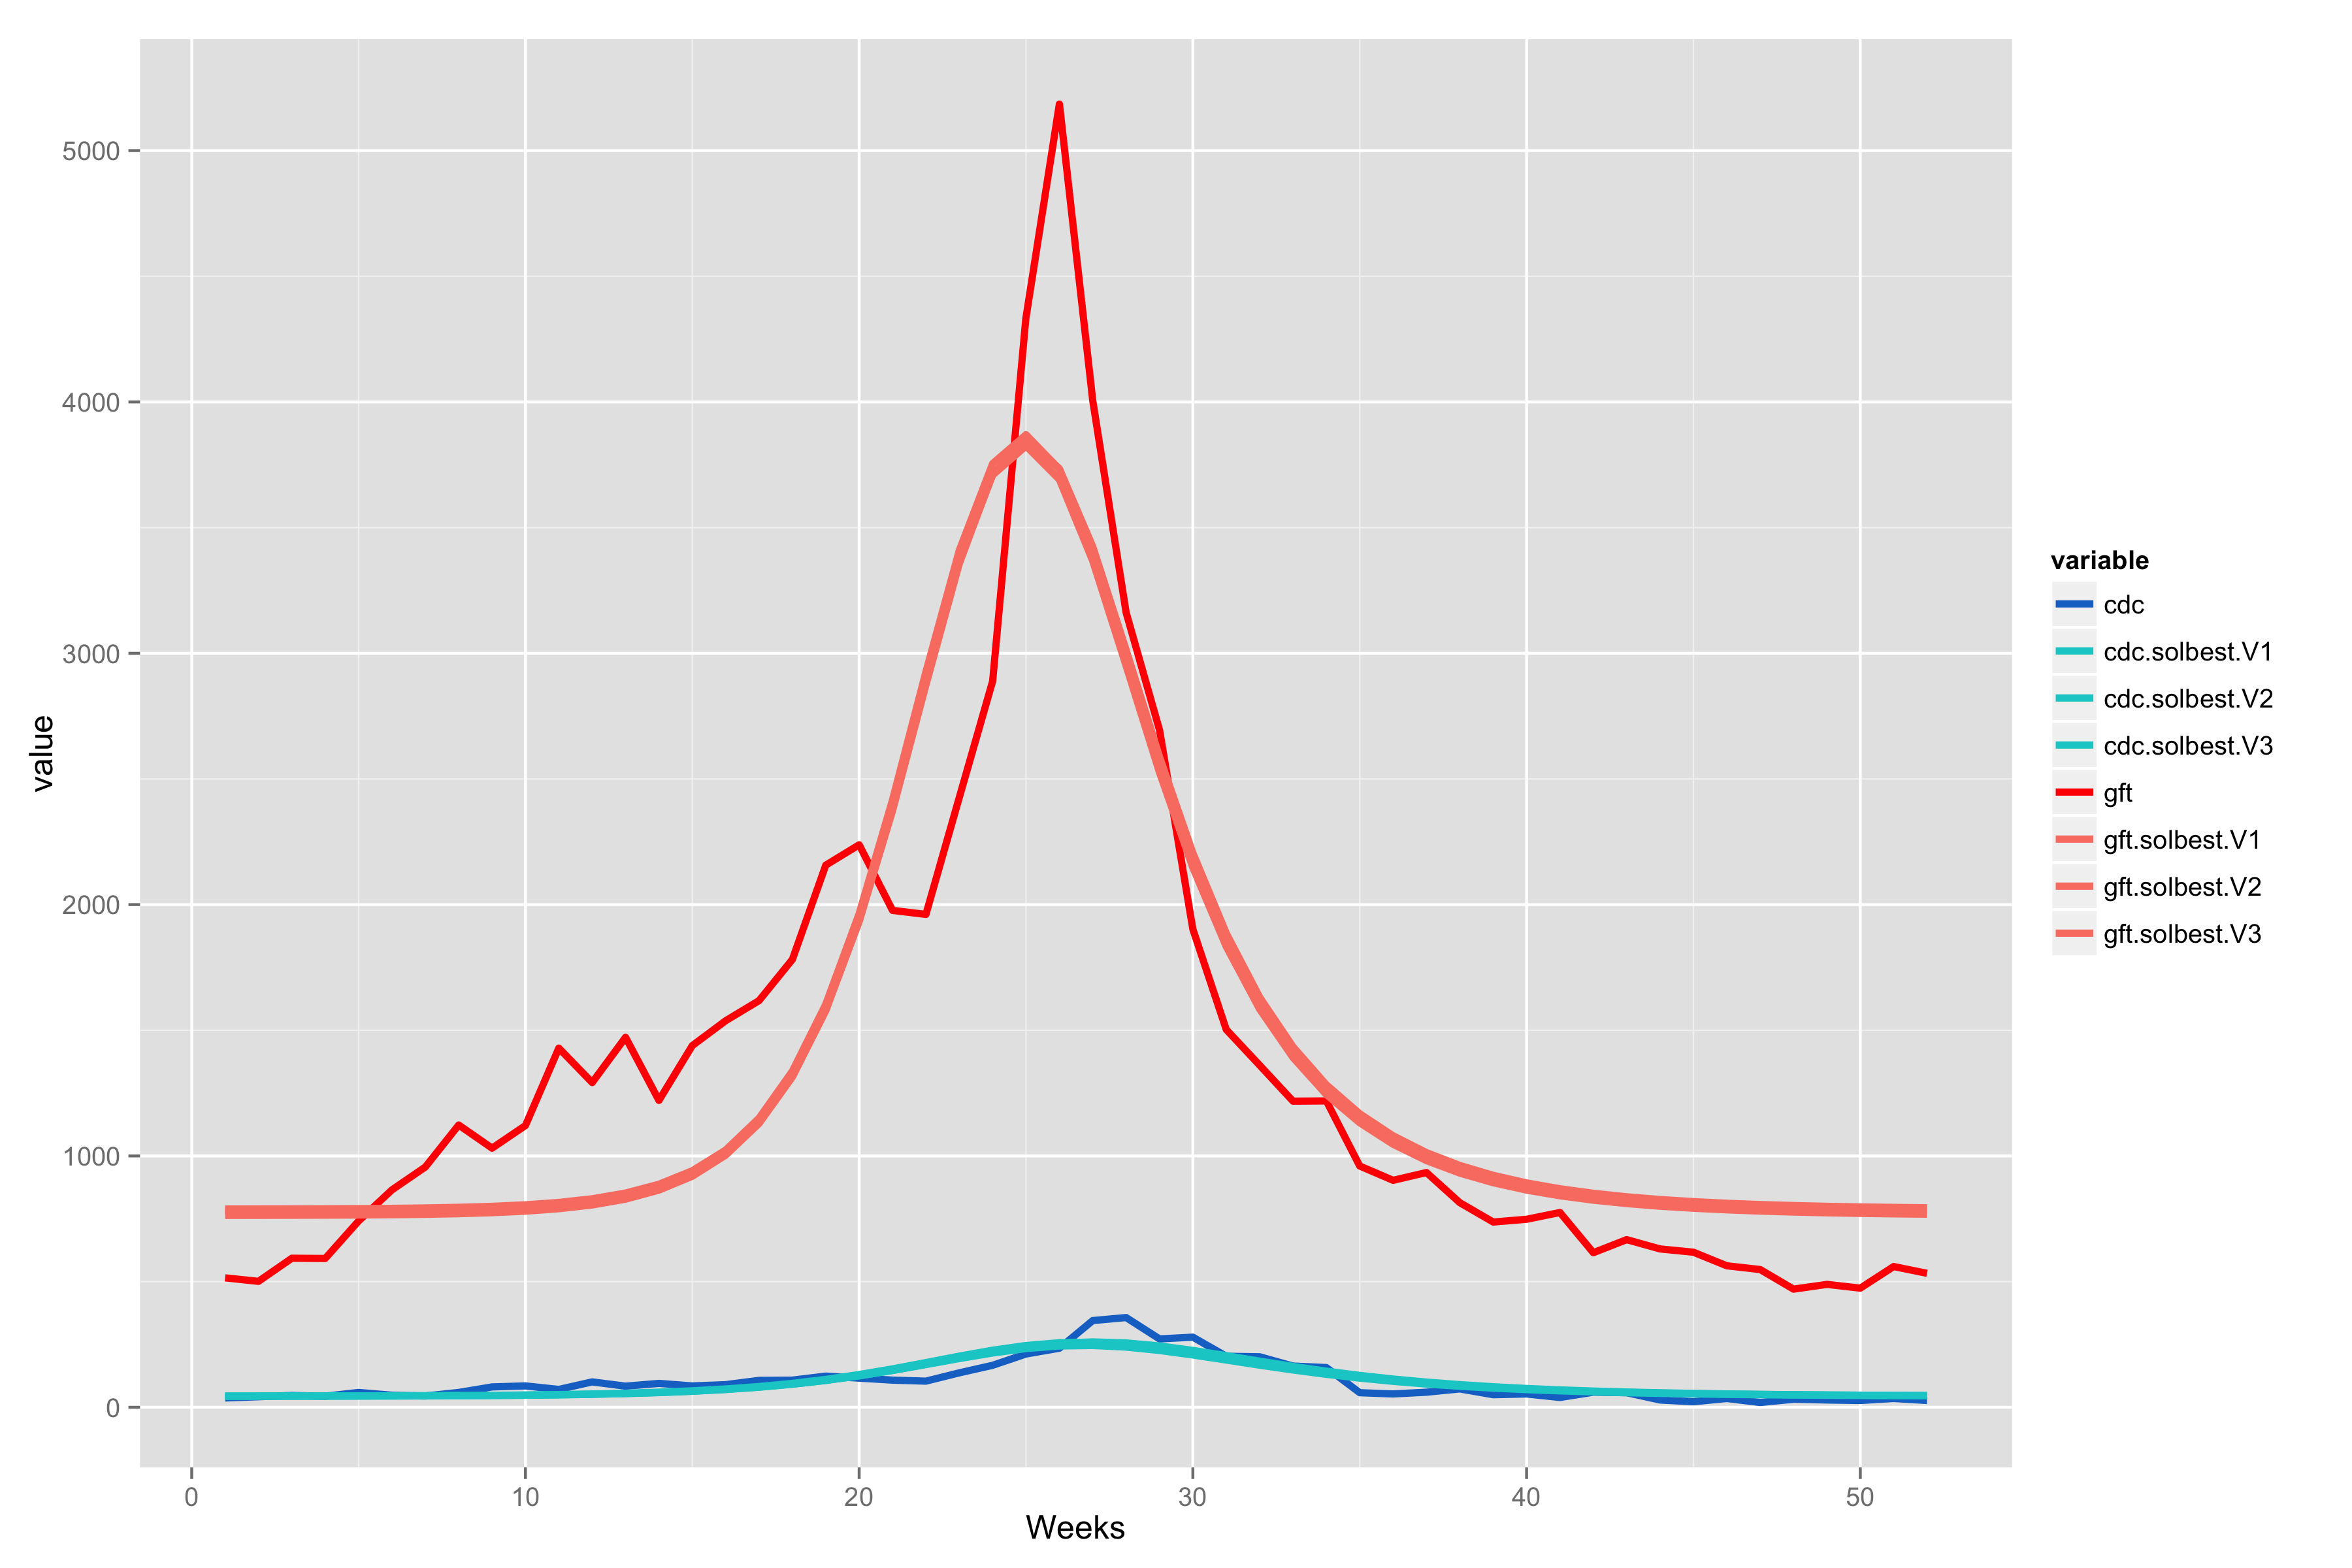 5000
4000
3000
2000
1000
0
value
0 10 20 30 40 50
Weeks
variable
cdc
cdc.solbest.V1
cdc.solbest.V2
cdc.solbest.V3
gft
gft.solbest.V1
gft.solbest.V2
gft.solbest.V3